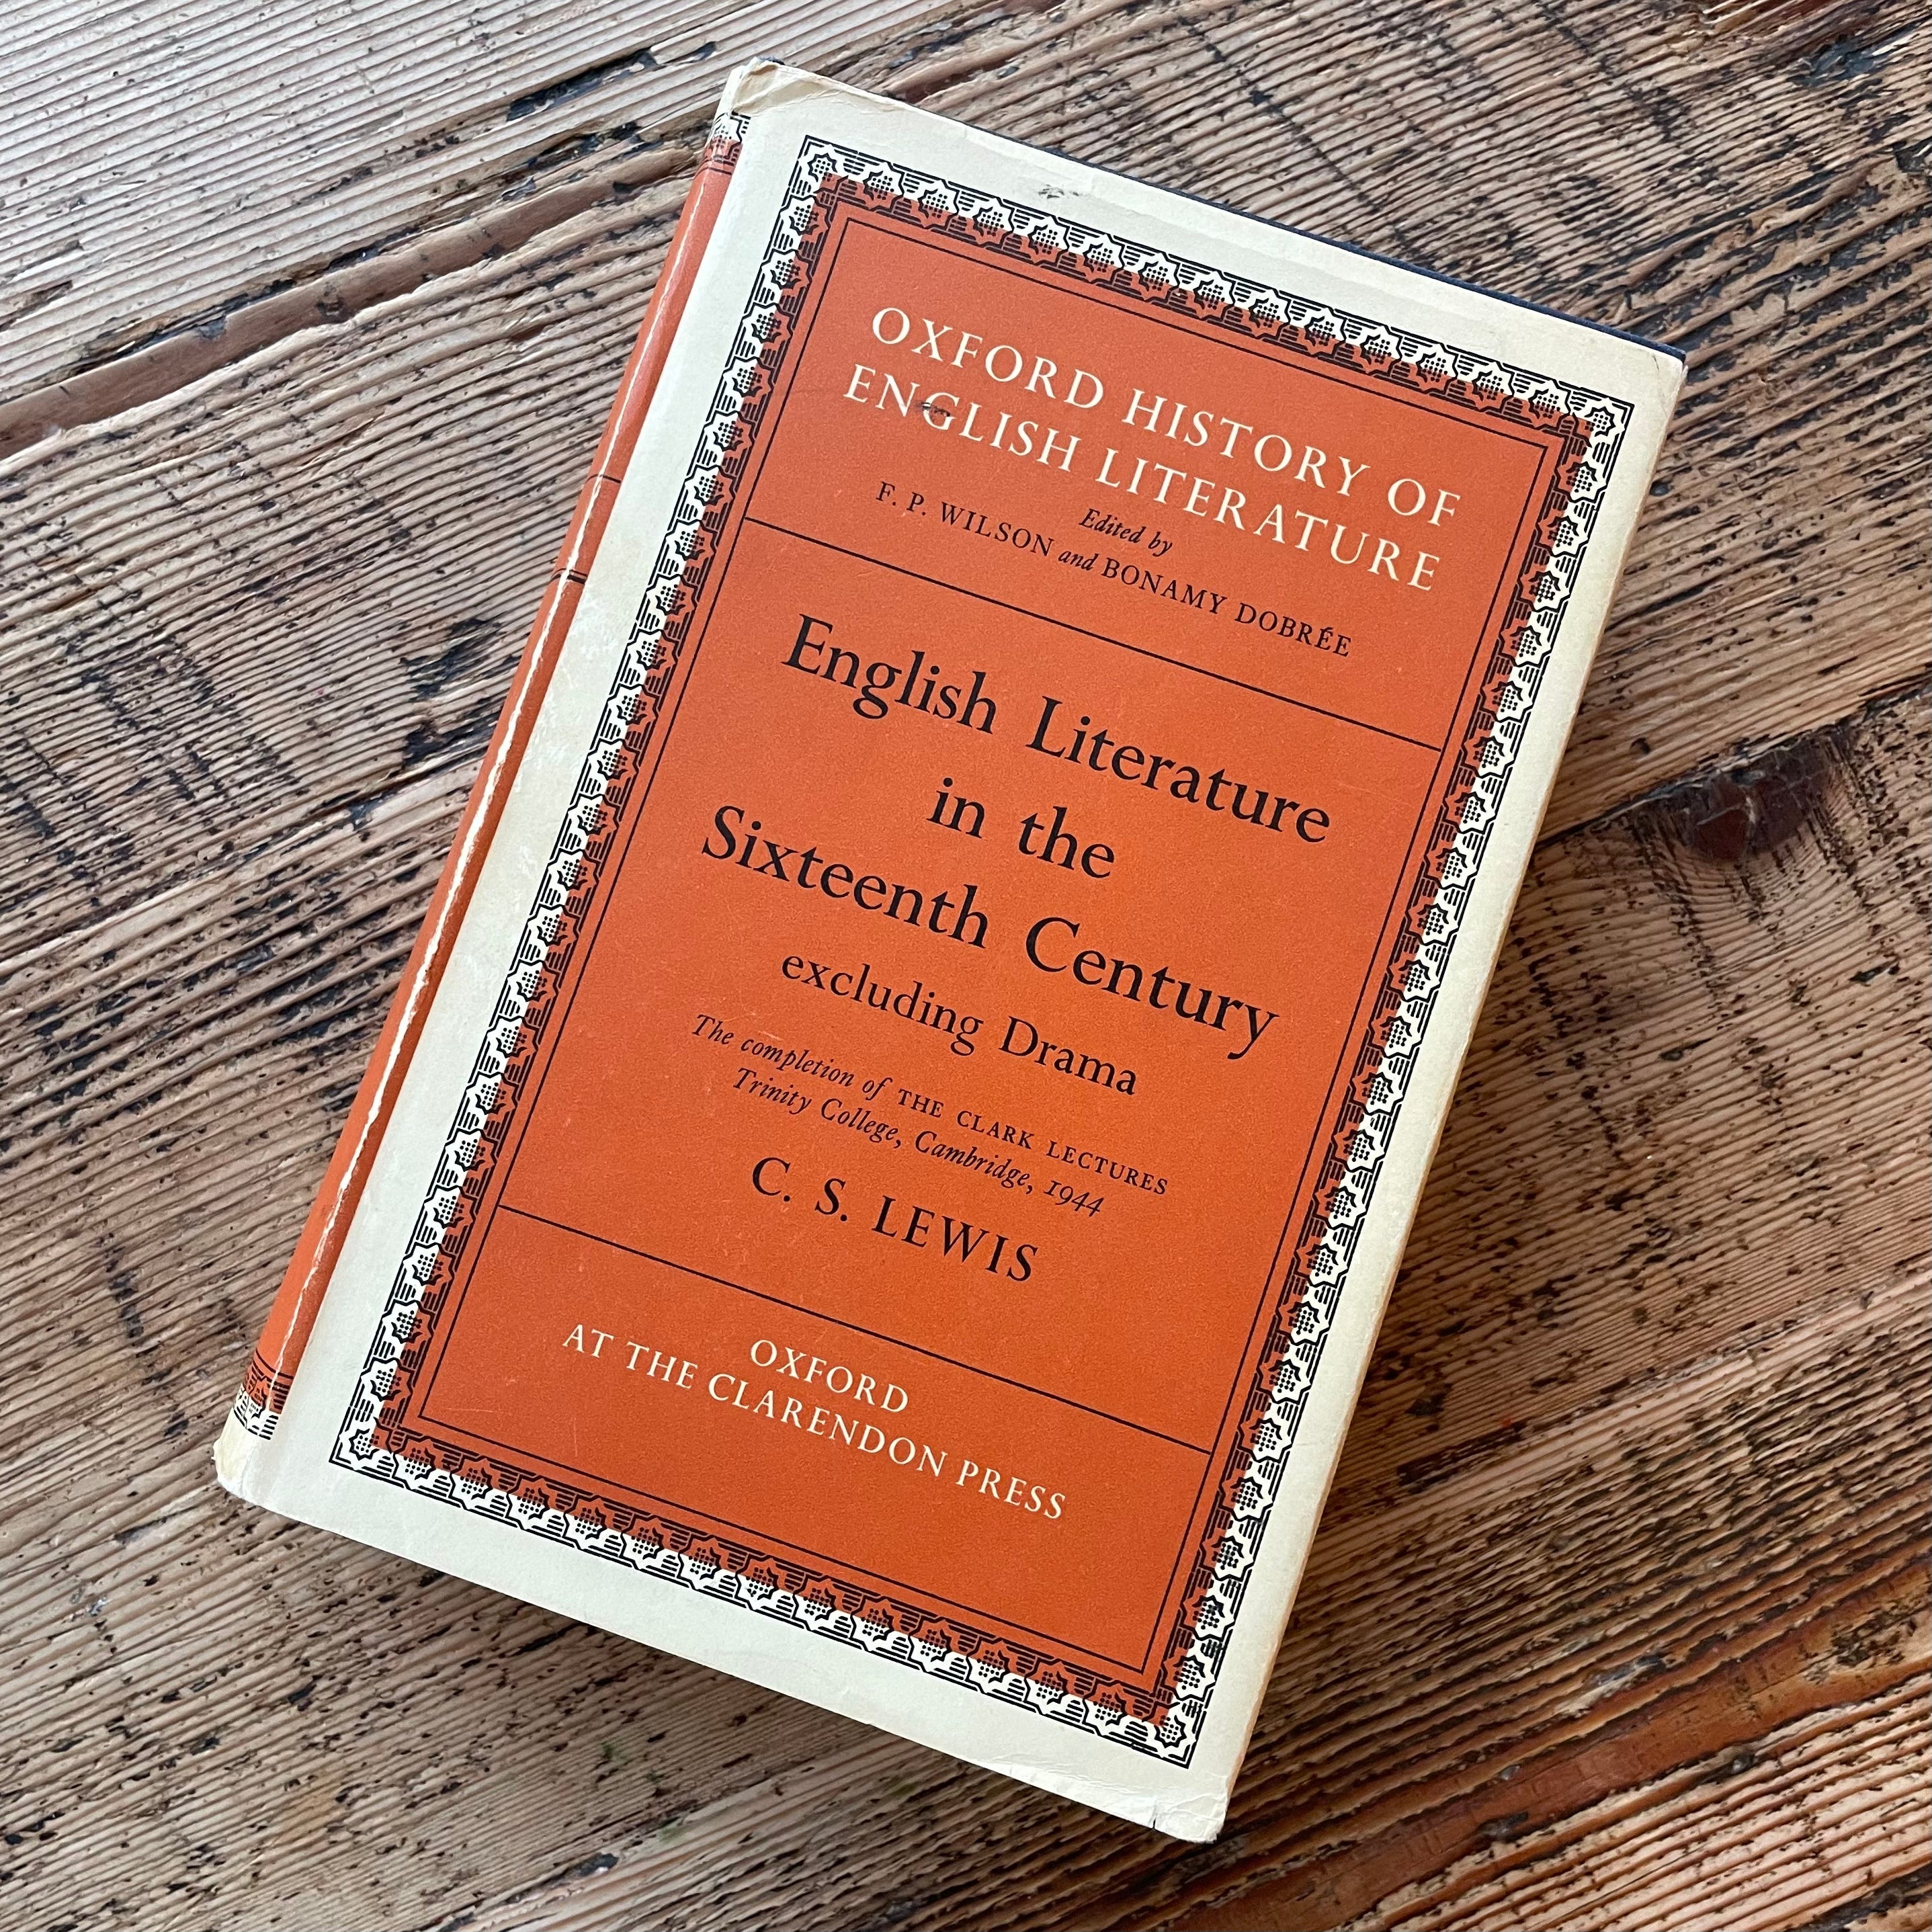 OXFORD HISTORY OF
ENGLISH LITERATURE
Edited by
F. P. WILSON and BONAMY DOBRÉE
English Literature
in the
Sixteenth Century
excluding Drama
The completion of THE CLARK LECTURES
Trinity College, Cambridge, 1944
C. S. LEWIS
OXFORD
AT THE CLARENDON PRESS